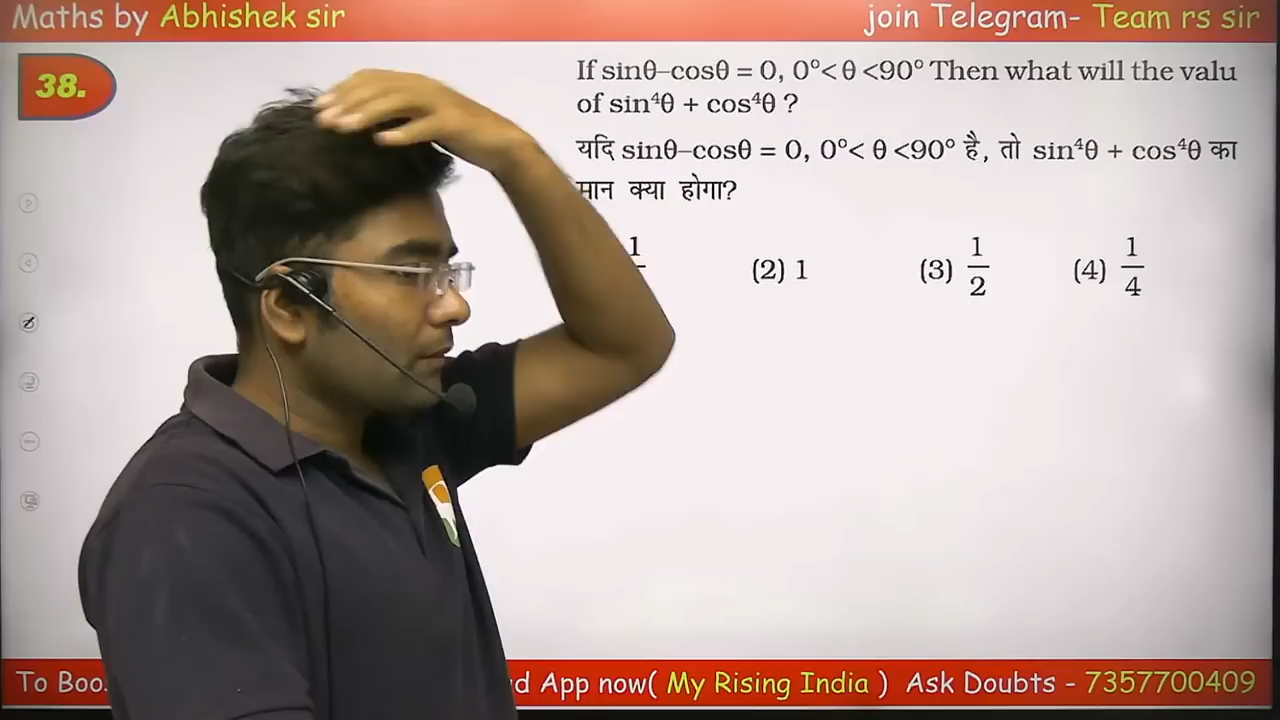 Maths by Abhishek sir
join Telegram- Team rs sir
38.
If sinθ–cosθ = 0, 0°< θ <90° Then what will the valu
of sin⁴θ + cos⁴θ ?
यदि sinθ–cosθ = 0, 0°< θ <90° है, तो sin⁴θ + cos⁴θ का
मान क्या होगा?
1
(2) 1
(3) 1/2
(4) 1/4
To App now( My Rising India ) Ask Doubts - 7357700409